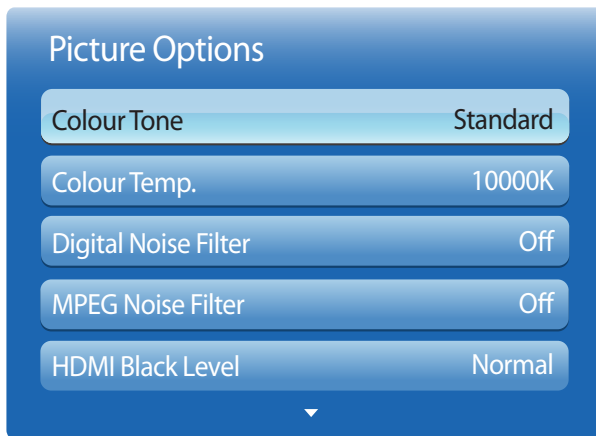 Picture Options
Colour Tone Standard
Colour Temp. 10000K
Digital Noise Filter Off
MPEG Noise Filter Off
HDMI Black Level Normal